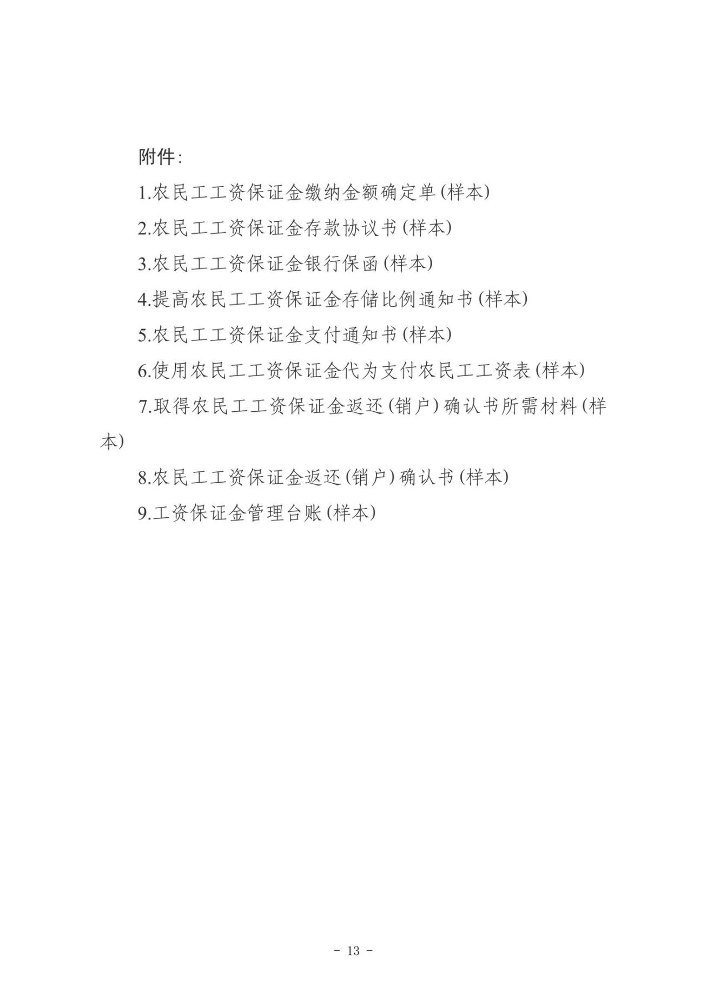 附件:
1.农民工工资保证金缴纳金额确定单(样本)
2.农民工工资保证金存款协议书(样本)
3.农民工工资保证金银行保函(样本)
4.提高农民工工资保证金存储比例通知书(样本)
5.农民工工资保证金支付通知书(样本)
6.使用农民工工资保证金代为支付农民工工资表(样本)
7.取得农民工工资保证金返还(销户)确认书所需材料(样
本)
8.农民工工资保证金返还(销户)确认书(样本)
9.工资保证金管理台账(样本)
- 13 -